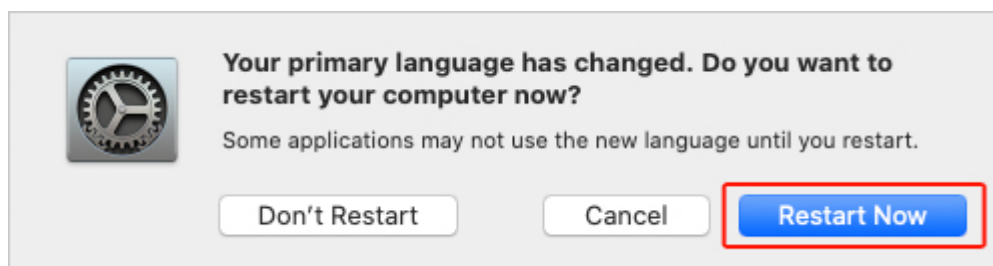 Your primary language has changed. Do you want to
restart your computer now?
Some applications may not use the new language until you restart.
Don't Restart Cancel Restart Now